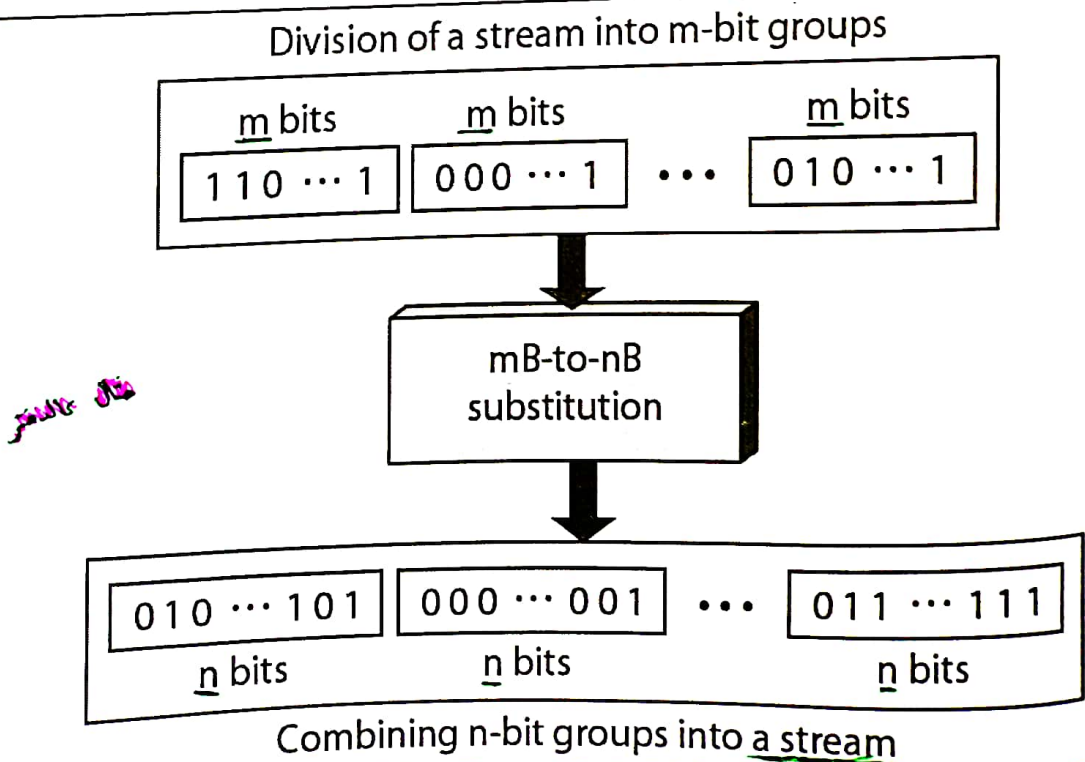 Division of a stream into m-bit groups
m bits m bits m bits
110 ··· 1 000 ··· 1 ••• 010 ··· 1
mB-to-nB
substitution
010 ··· 101 000 ··· 001 ••• 011 ··· 111
n bits n bits n bits
Combining n-bit groups into a stream